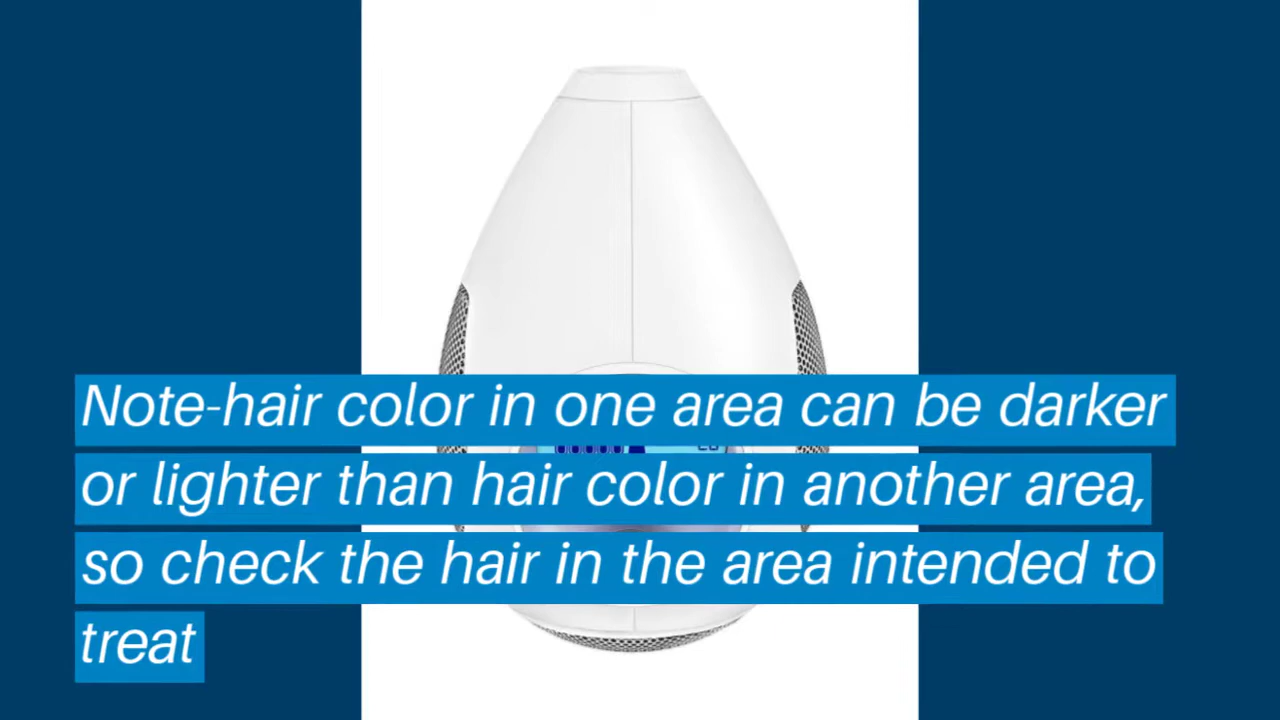 Note-hair color in one area can be darker
or lighter than hair color in another area,
so check the hair in the area intended to
treat